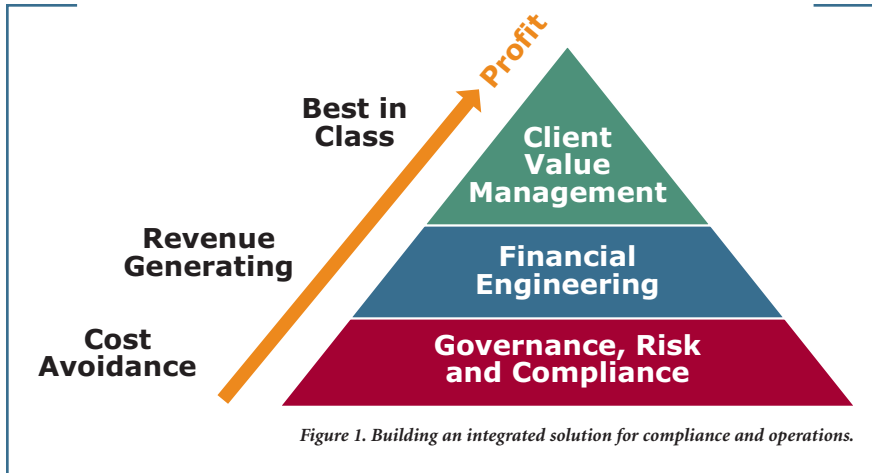 Profit
Best in
Class
Revenue
Generating
Cost
Avoidance
Client
Value
Management
Financial
Engineering
Governance, Risk
and Compliance
Figure 1. Building an integrated solution for compliance and operations.